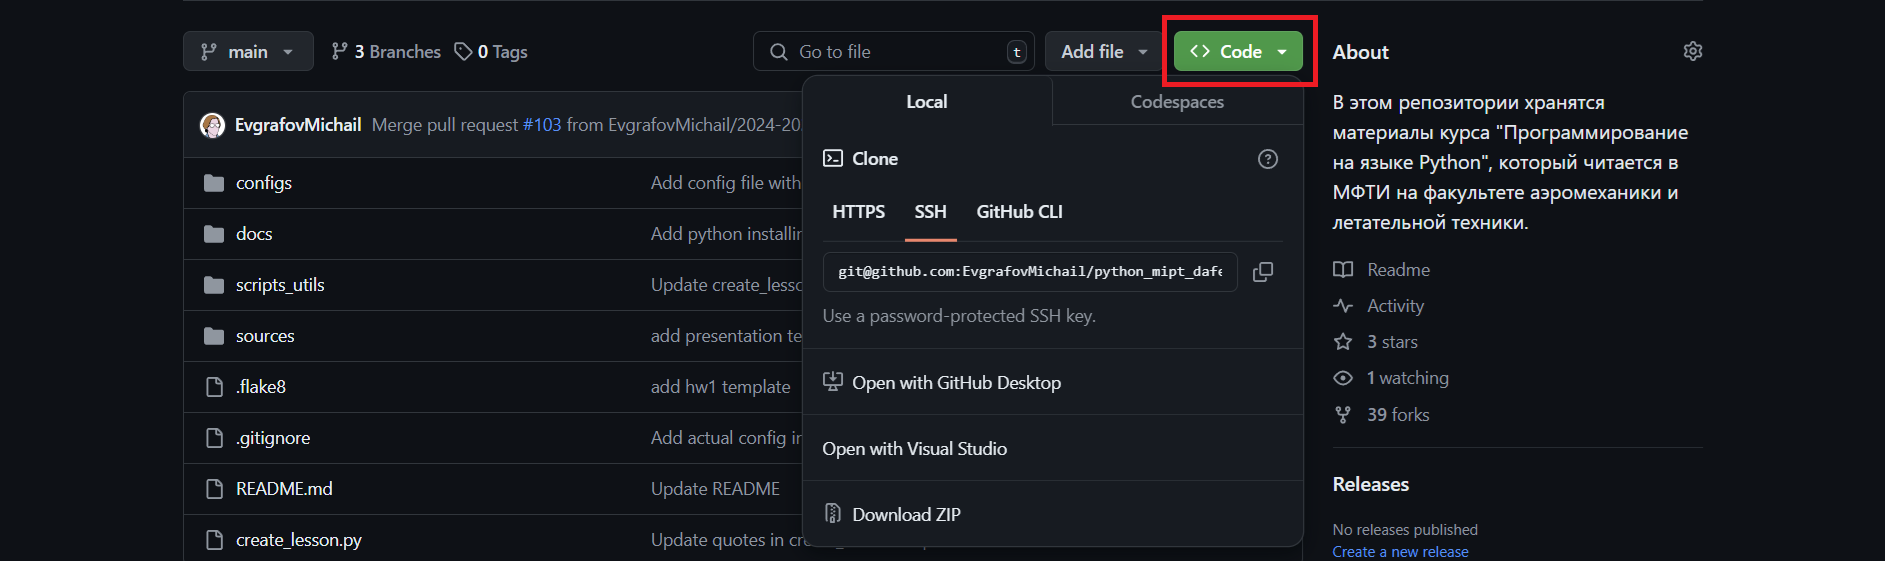 main
3 Branches
0 Tags
Go to file
t
Add file
Code
EvgrafovMichail Merge pull request #103 from EvgrafovMichail/2024-20
configs Add config file with
docs Add python installin
scripts_utils Update create_lesso
sources add presentation te
.flake8 add hw1 template
.gitignore Add actual config in
README.md Update README
create_lesson.py Update quotes in cre
Local
Codespaces
Clone
HTTPS
SSH
GitHub CLI
git@github.com:EvgrafovMichail/python_mipt_dafe
Use a password-protected SSH key.
Open with GitHub Desktop
Open with Visual Studio
Download ZIP
About
В этом репозитории хранятся
материалы курса "Программирование
на языке Python", который читается в
МФТИ на факультете аэромеханики и
летательной техники.
Readme
Activity
3 stars
1 watching
39 forks
Releases
No releases published
Create a new release